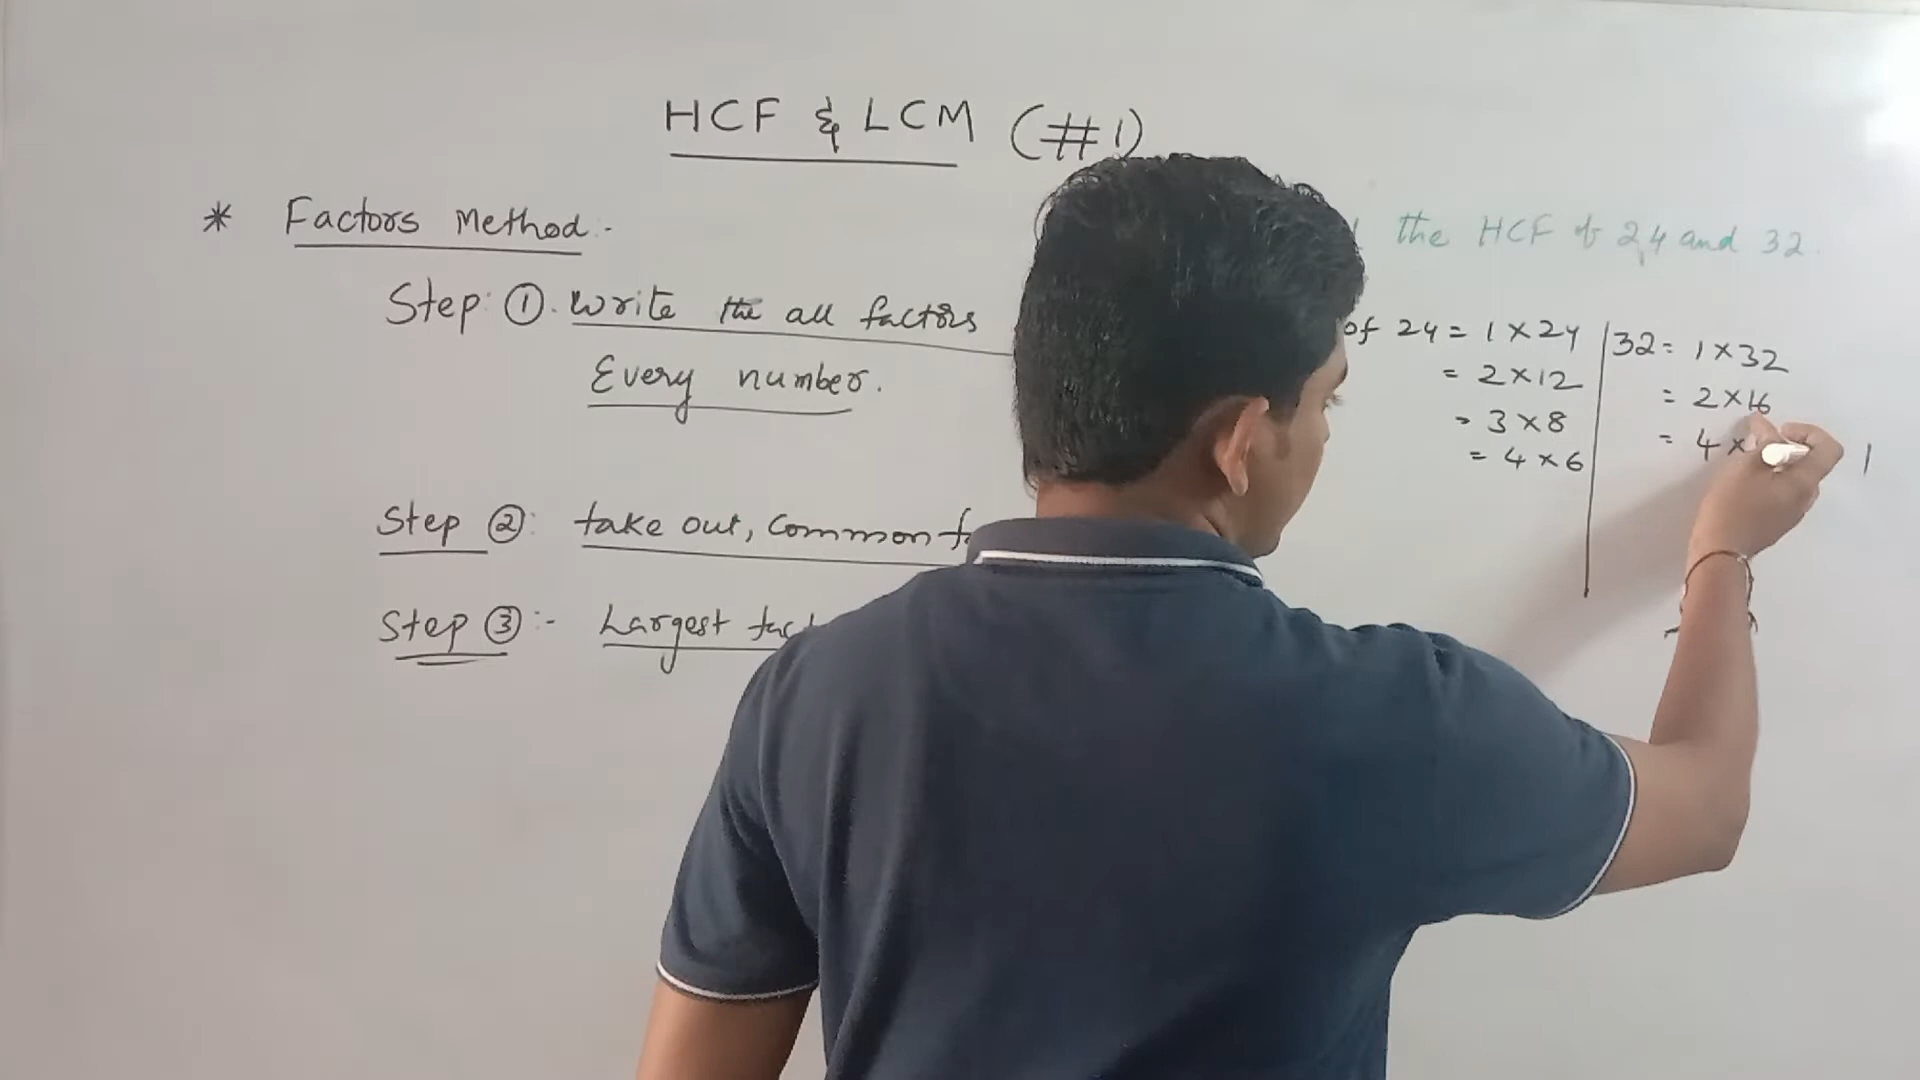 HCF & LCM (#1)
* Factors Method:-
Step: ①. Write the all factors
Every number.
Step ②: take out, Common
Step ③:- Largest
the HCF of 24 and 32.
of 24 = 1 × 24
= 2 × 12
= 3 × 8
= 4 × 6
32 = 1 × 32
= 2 × 16
= 4 ×